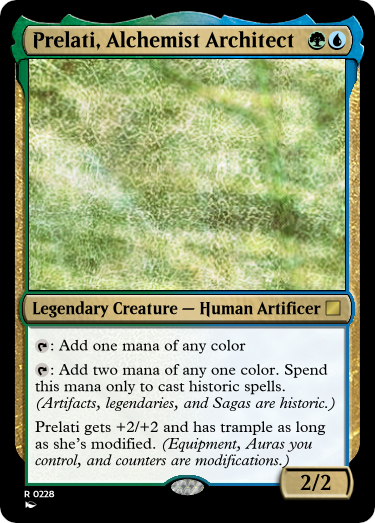 Prelati, Alchemist Architect
Legendary Creature — Human Artificer
: Add one mana of any color
: Add two mana of any one color. Spend
this mana only to cast historic spells.
(Artifacts, legendaries, and Sagas are historic.)
Prelati gets +2/+2 and has trample as long
as she's modified. (Equipment, Auras you
control, and counters are modifications.)
2/2
R 0228